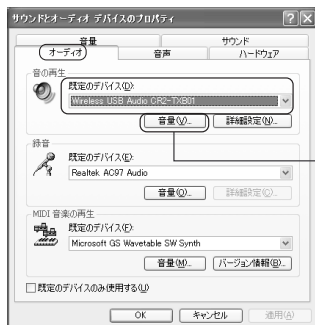 サウンドとオーディオ デバイスのプロパティ
音量 サウンド
オーディオ 音声 ハードウェア
音の再生
既定のデバイス(D):
Wireless USB Audio CR2-TXB01
音量(V)... 詳細設定(N)...
録音
既定のデバイス(E):
Realtek AC97 Audio
音量(O)... 詳細設定(C)...
MIDI 音楽の再生
既定のデバイス(F):
Microsoft GS Wavetable SW Synth
音量(M)... バージョン情報(B)...
既定のデバイスのみ使用する(U)
OK キャンセル 適用(A)